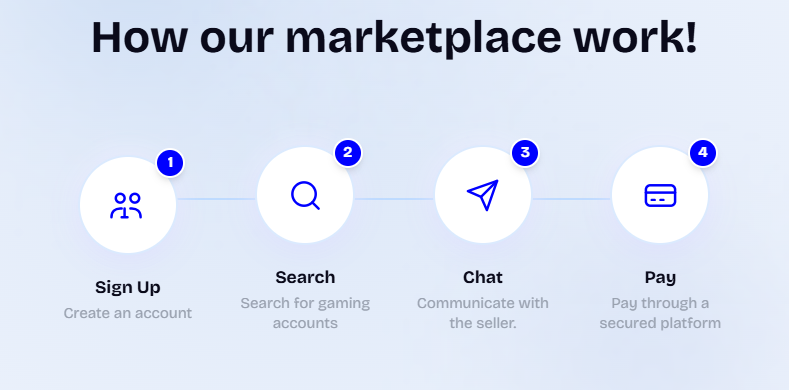 How our marketplace work!
1
2
3
4
Sign Up
Create an account
Search
Search for gaming
accounts
Chat
Communicate with
the seller.
Pay
Pay through a
secured platform